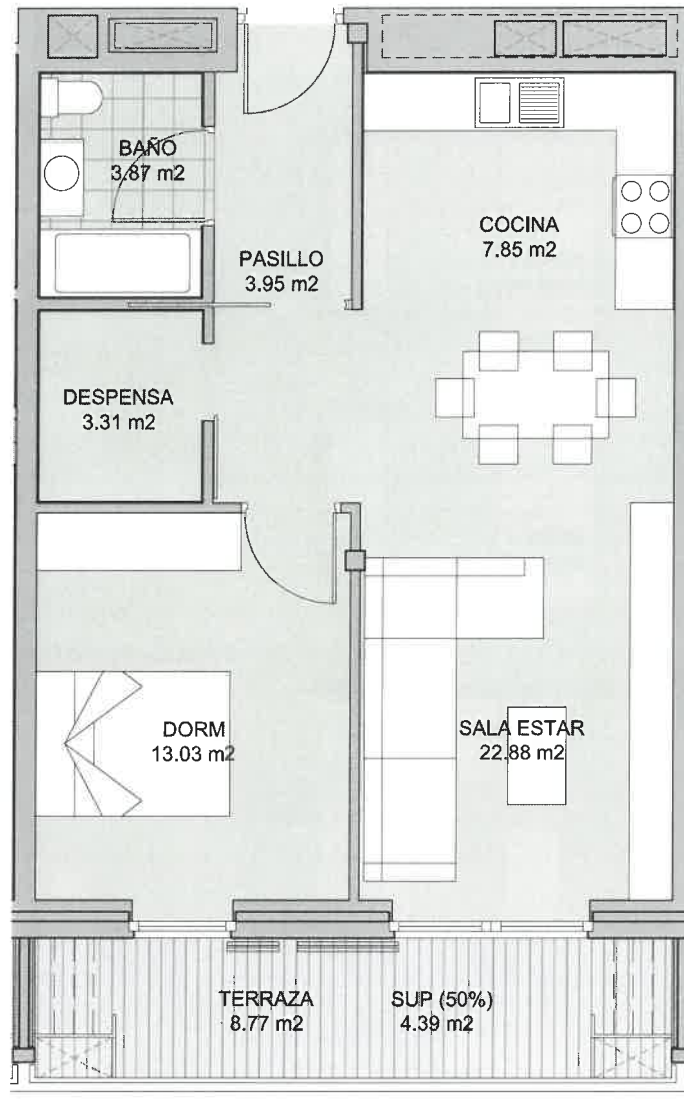 BAÑO
3.87 m2
COCINA
7.85 m2
PASILLO
3.95 m2
DESPENSA
3.31 m2
DORM
13.03 m2
SALA ESTAR
22.88 m2
TERRAZA
8.77 m2
SUP (50%)
4.39 m2